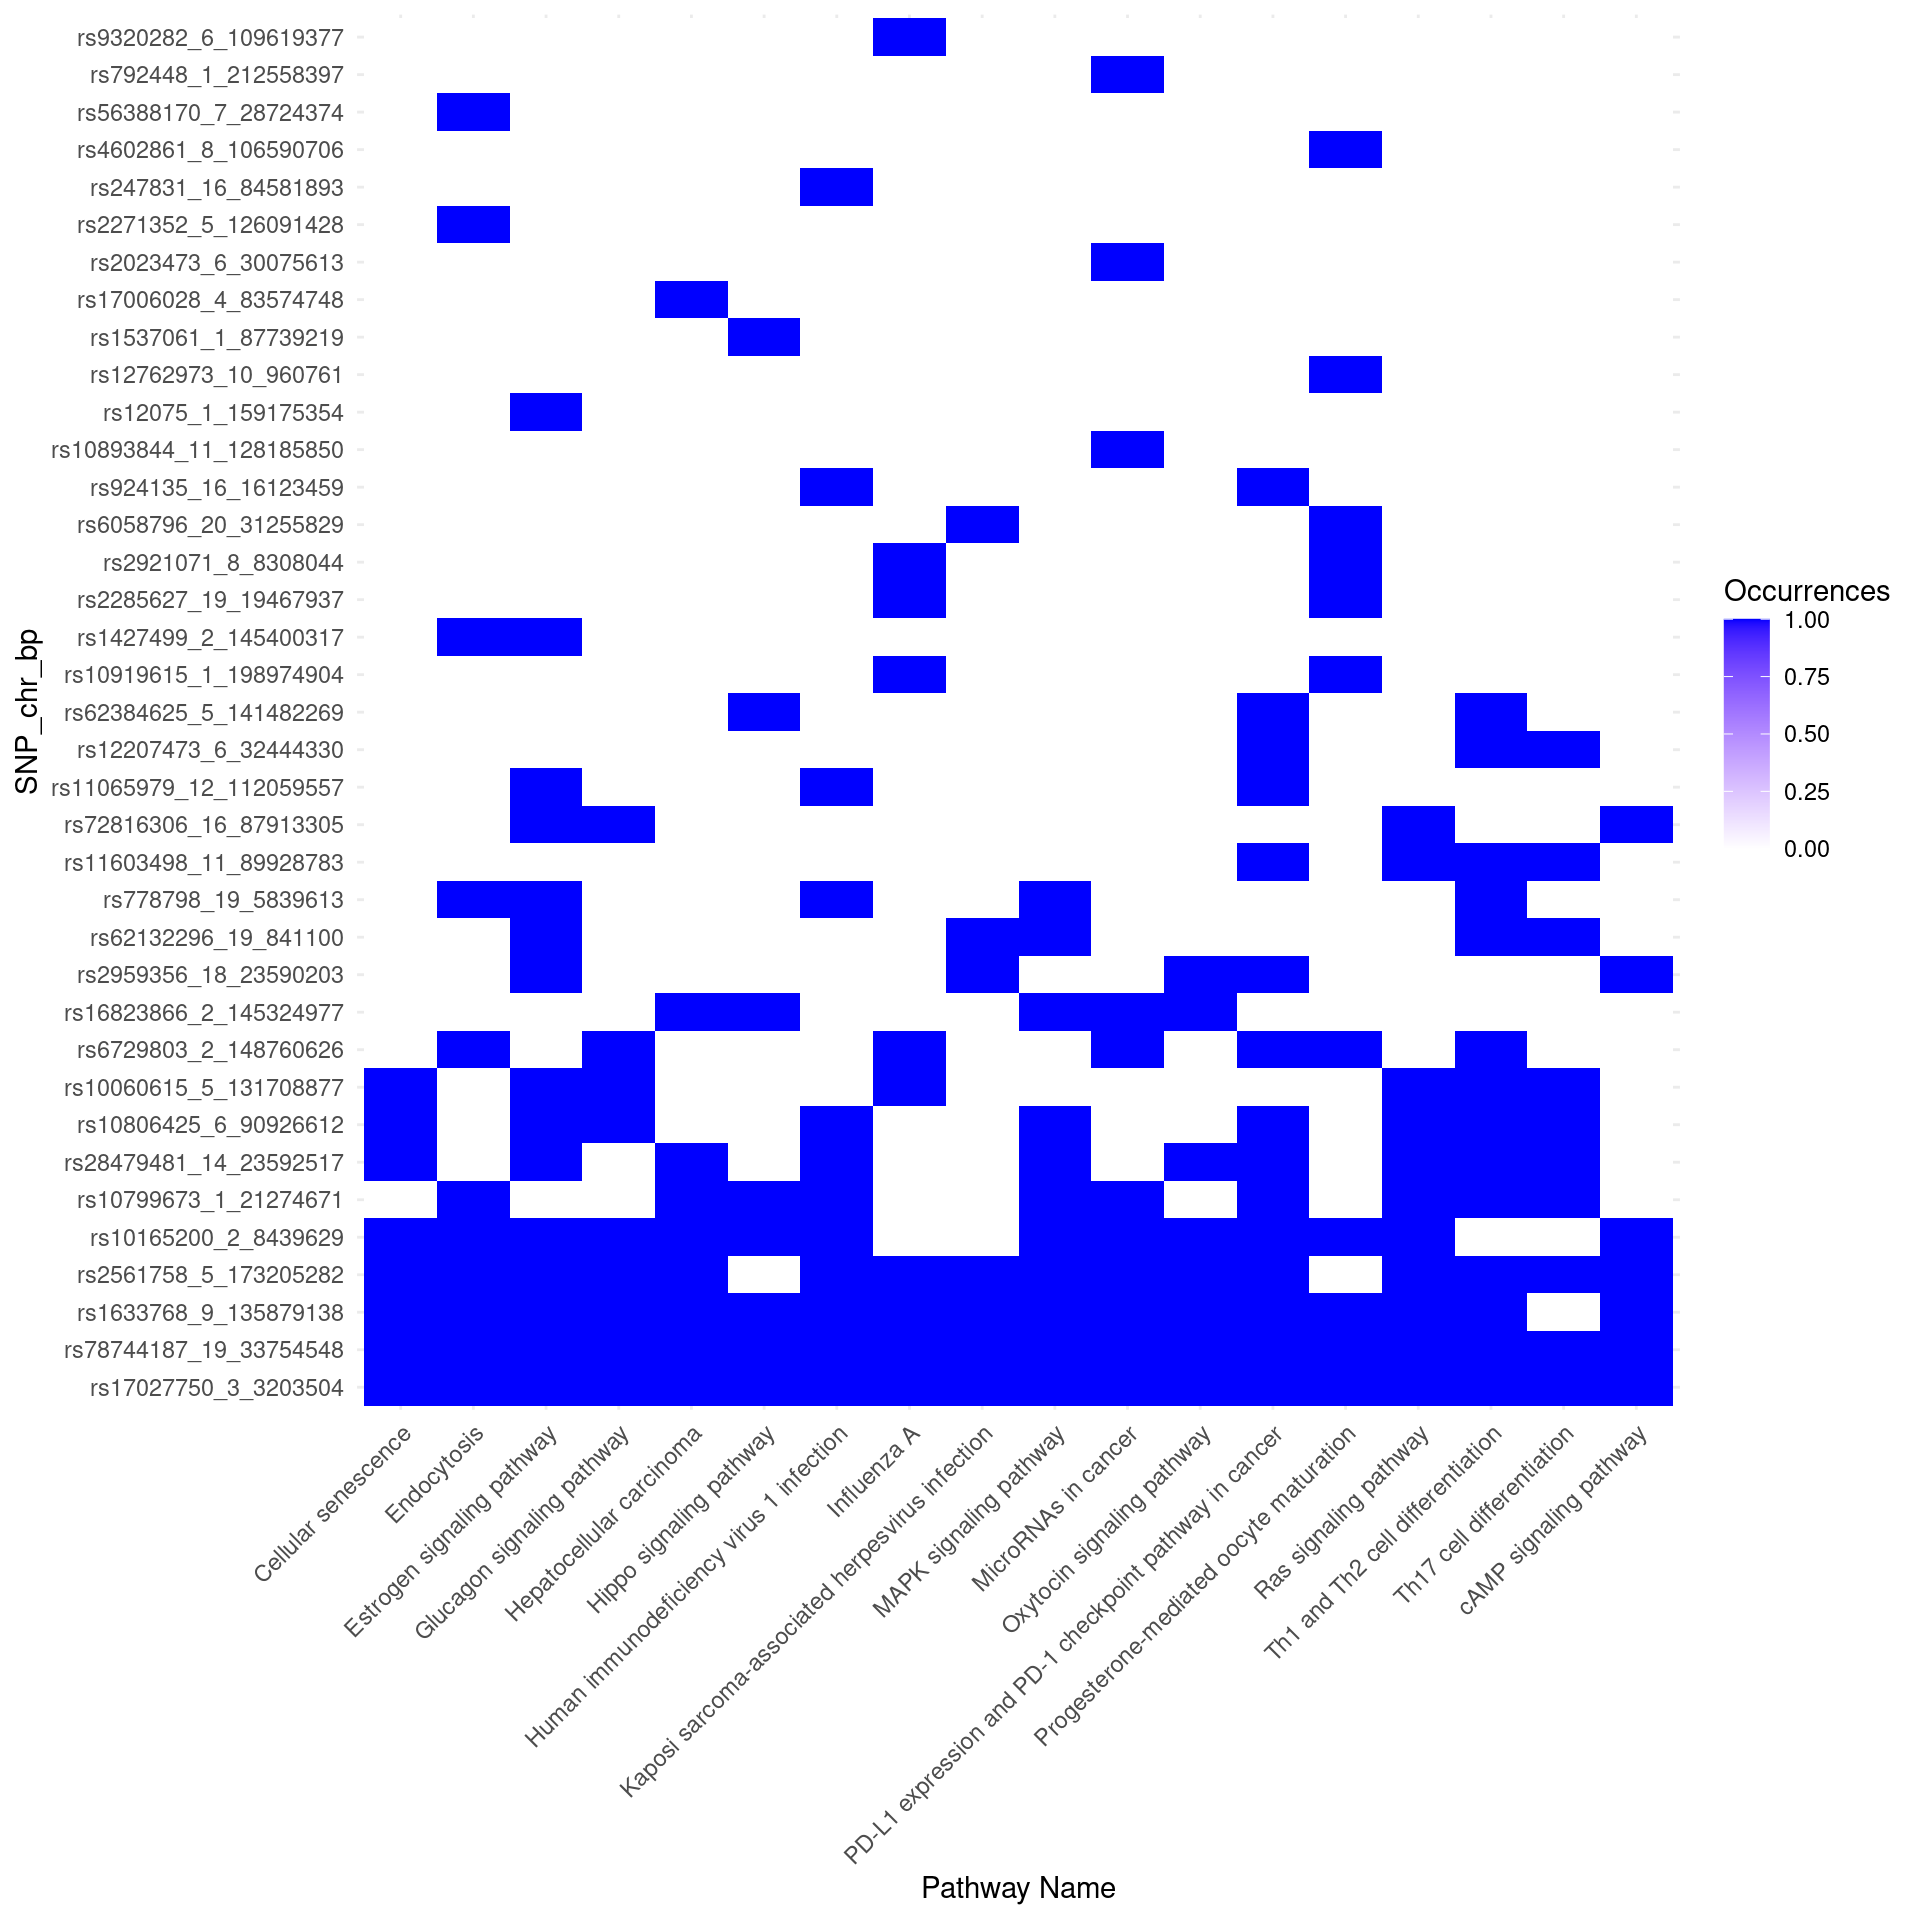 rs9320282_6_109619377
rs792448_1_212558397
rs56388170_7_28724374
rs4602861_8_106590706
rs247831_16_84581893
rs2271352_5_126091428
rs2023473_6_30075613
rs17006028_4_83574748
rs1537061_1_87739219
rs12762973_10_960761
rs12075_1_159175354
rs10893844_11_128185850
rs924135_16_16123459
rs6058796_20_31255829
rs2921071_8_8308044
rs2285627_19_19467937
rs1427499_2_145400317
rs10919615_1_198974904
rs62384625_5_141482269
rs12207473_6_32444330
rs11065979_12_112059557
rs72816306_16_87913305
rs11603498_11_89928783
rs778798_19_5839613
rs62132296_19_841100
rs2959356_18_23590203
rs16823866_2_145324977
rs6729803_2_148760626
rs10060615_5_131708877
rs10806425_6_90926612
rs28479481_14_23592517
rs10799673_1_21274671
rs10165200_2_8439629
rs2561758_5_173205282
rs1633768_9_135879138
rs78744187_19_33754548
rs17027750_3_3203504
SNP_chr_bp
Cellular senescence
Endocytosis
Estrogen signaling pathway
Glucagon signaling pathway
Hepatocellular carcinoma
Hippo signaling pathway
Human immunodeficiency virus 1 infection
Influenza A
Kaposi sarcoma-associated herpesvirus infection
MAPK signaling pathway
MicroRNAs in cancer
Oxytocin signaling pathway
PD-L1 expression and PD-1 checkpoint pathway in cancer
Progesterone-mediated oocyte maturation
Ras signaling pathway
Th1 and Th2 cell differentiation
Th17 cell differentiation
cAMP signaling pathway
Pathway Name
Occurrences
1.00
0.75
0.50
0.25
0.00